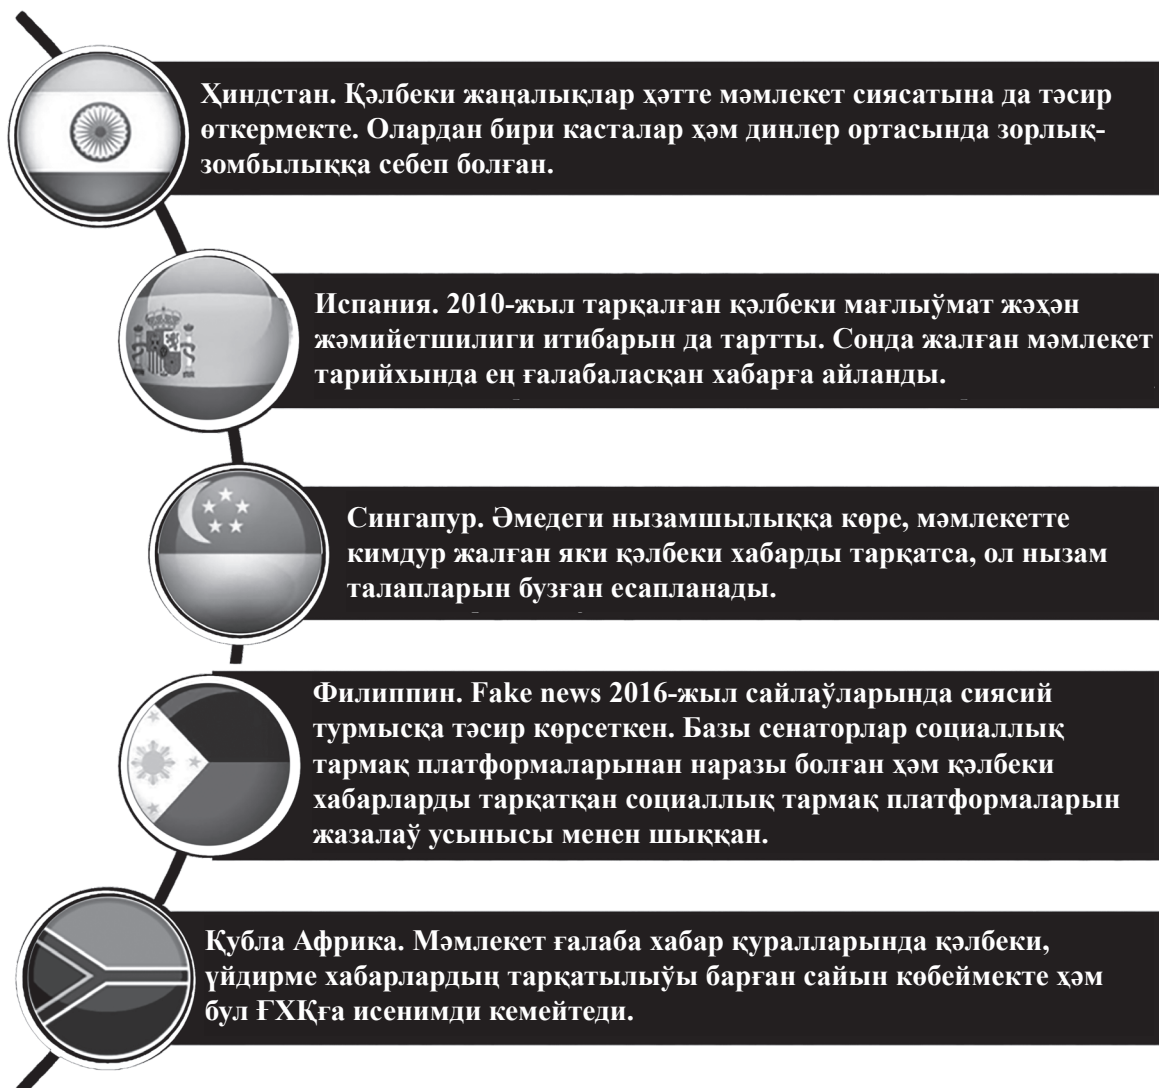 Ҳиндстан. Қәлбеки жаңалықлар ҳәтте мәмлекет сиясатына да тәсир
өткермекте. Олардан бири касталар ҳәм динлер ортасында зорлық-
зомбылыққа себеп болған.
Испания. 2010-жыл тарқалған қәлбеки мағлыўмат жәҳән
жәмийетшилиги итибарын да тартты. Сонда жалған мәмлекет
тарийхында ең ғалабаласқан хабарға айланды.
Сингапур. Әмедеги нызамшылыққа көре, мәмлекетте
кимдур жалған яки қәлбеки хабарды тарқатса, ол нызам
талапларын бузған есапланады.
Филиппин. Fake news 2016-жыл сайлаўларында сиясий
турмысқа тәсир көрсеткен. Базы сенаторлар социаллық
тармақ платформаларынан наразы болған ҳәм қәлбеки
хабарларды тарқатқан социаллық тармақ платформаларын
жазалаў усынысы менен шыққан.
Қубла Африка. Мәмлекет ғалаба хабар қуралларында қәлбеки,
үйдирме хабарлардың тарқатылыўы барған сайын көбеймекте ҳәм
бул ҒХҚға исенимди кемейтеди.